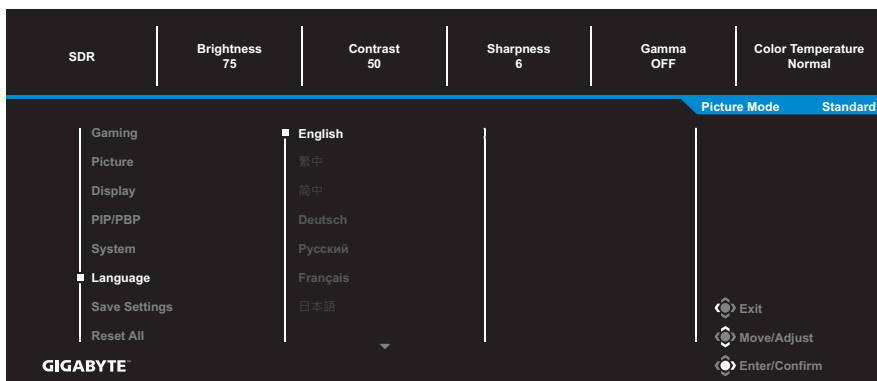 SDR
Brightness
75
Contrast
50
Sharpness
6
Gamma
OFF
Color Temperature
Normal
Picture Mode Standard
Gaming
Picture
Display
PIP/PBP
System
Language
Save Settings
Reset All
English
繁中
简中
Deutsch
Русский
Français
日本語
Exit
Move/Adjust
Enter/Confirm
GIGABYTE™